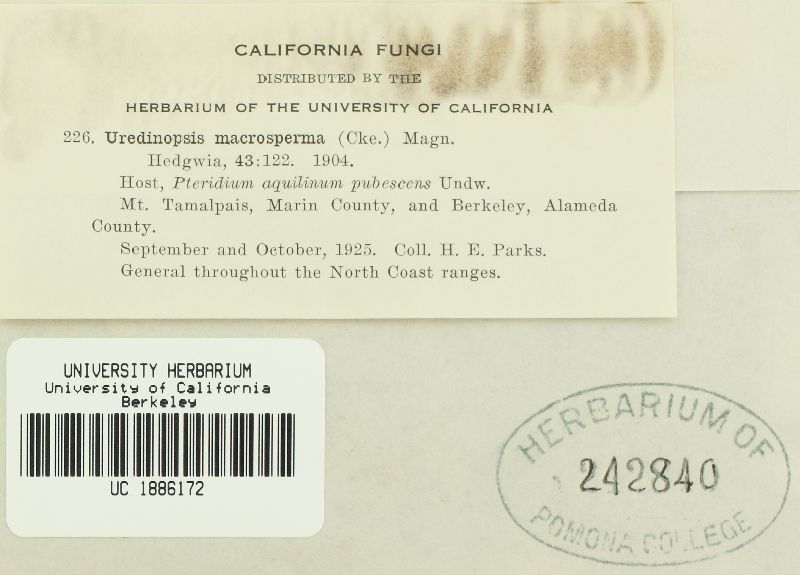 CALIFORNIA FUNGI
DISTRIBUTED BY THE
HERBARIUM OF THE UNIVERSITY OF CALIFORNIA
226. Uredinopsis macrosperma (Cke.) Magn.
Hedgwia, 43:122. 1904.
Host, Pteridium aquilinum pubescens Undw.
Mt. Tamalpais, Marin County, and Berkeley, Alameda
County.
September and October, 1925. Coll. H. E. Parks.
General throughout the North Coast ranges.
UNIVERSITY HERBARIUM
University of California
Berkeley
UC 1886172
HERBARIUM OF
242840
POMONA COLLEGE